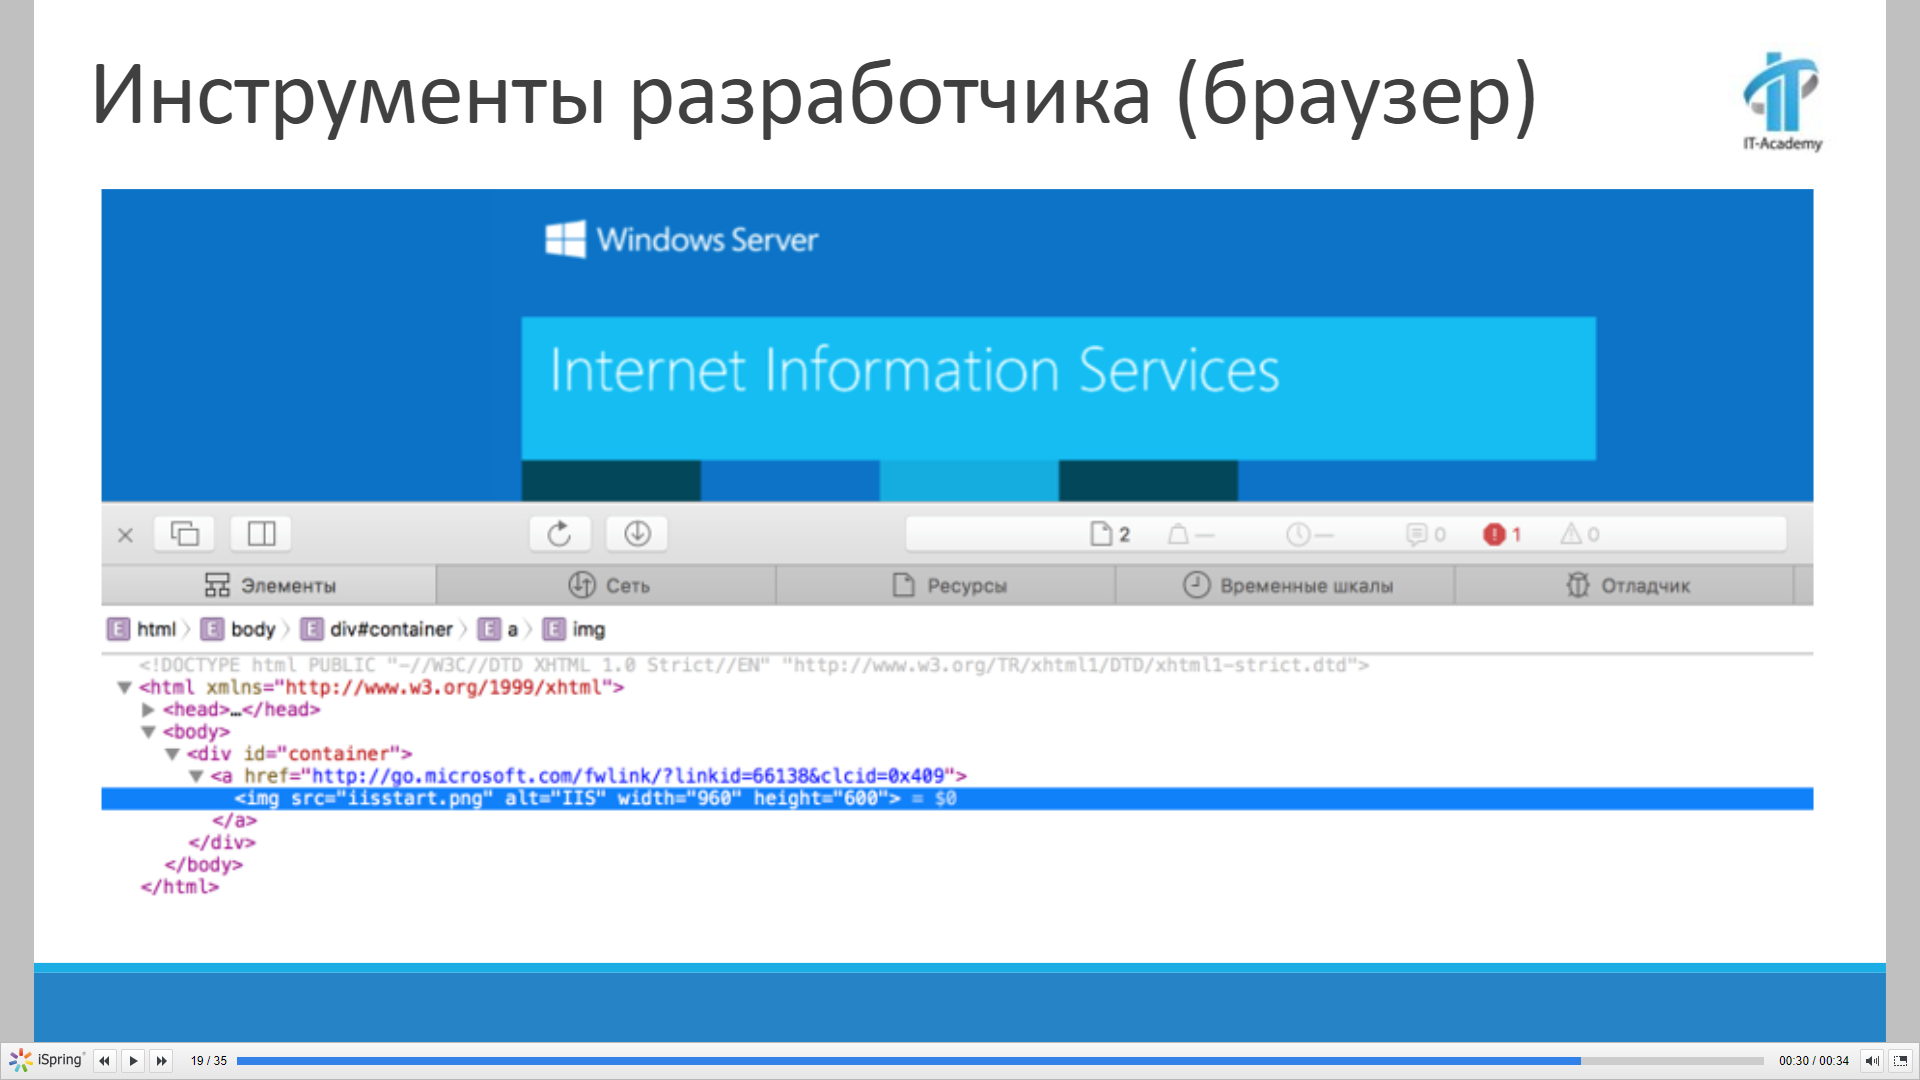 Инструменты разработчика (браузер)
IT-Academy
Windows Server
Internet Information Services
2 — — 0 1 0
Элементы Сеть Ресурсы Временные шкалы Отладчик
E html E body E div#container E a E img
<!DOCTYPE html PUBLIC "-//W3C//DTD XHTML 1.0 Strict//EN" "http://www.w3.org/TR/xhtml1/DTD/xhtml1-strict.dtd">
<html xmlns="http://www.w3.org/1999/xhtml">
<head>…</head>
<body>
<div id="container">
<a href="http://go.microsoft.com/fwlink/?linkid=66138&clcid=0x409">
<img src="iisstart.png" alt="IIS" width="960" height="600"> = $0
</a>
</div>
</body>
</html>
iSpring 19 / 35 00:30 / 00:34